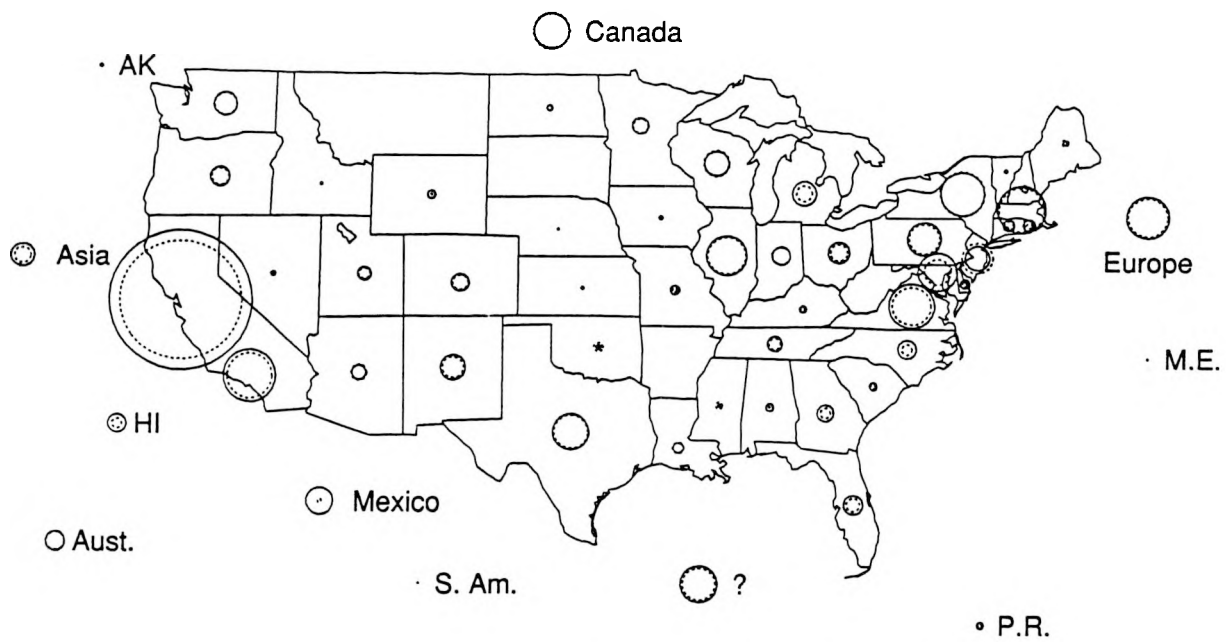 Canada
AK
Asia
Europe
M.E.
HI
Mexico
Aust.
S. Am.
?
P.R.